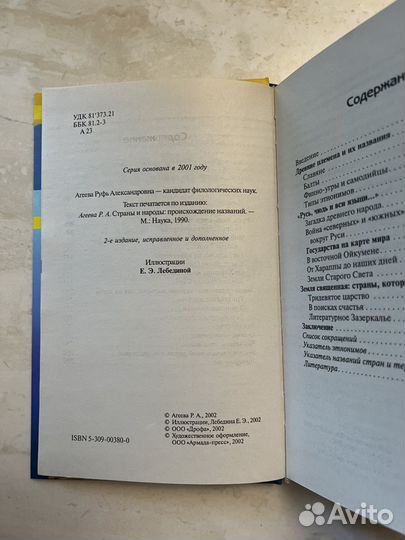 УДК 81'373.21
ББК 81.2-3
А 23
Серия основана в 2001 году
Агеева Руфь Александровна — кандидат филологических наук.
Текст печатается по изданию:
Агеева Р. А. Страны и народы: происхождение названий. —
М.: Наука, 1990.
2-е издание, исправленное и дополненное
Иллюстрации
Е. Э. Лебединой
© Агеева Р. А., 2002
© Иллюстрации, Лебедина Е. Э., 2002
© ООО «Дрофа», 2002
© Художественное оформление,
ООО «Армада-пресс», 2002
ISBN 5-309-00380-0
Содержан
Введение
Древние племена и их названия
Славяне
Балты
Финно-угры и самодийцы
Типы этнонимов
«Русь, чюдь и вси языци...»
Загадка древнего народа
Война «северных» и «южных»
вокруг Руси
Государства на карте мира
В восточной Ойкумене
От Хараппы до наших дней
Земли Старого Света
Земля священная: страны, котор
Тридевятое царство
В поисках счастья
Литературное Зазеркалье
Заключение
Список сокращений
Указатель этнонимов
Указатель названий стран и тер
Литература
Avito